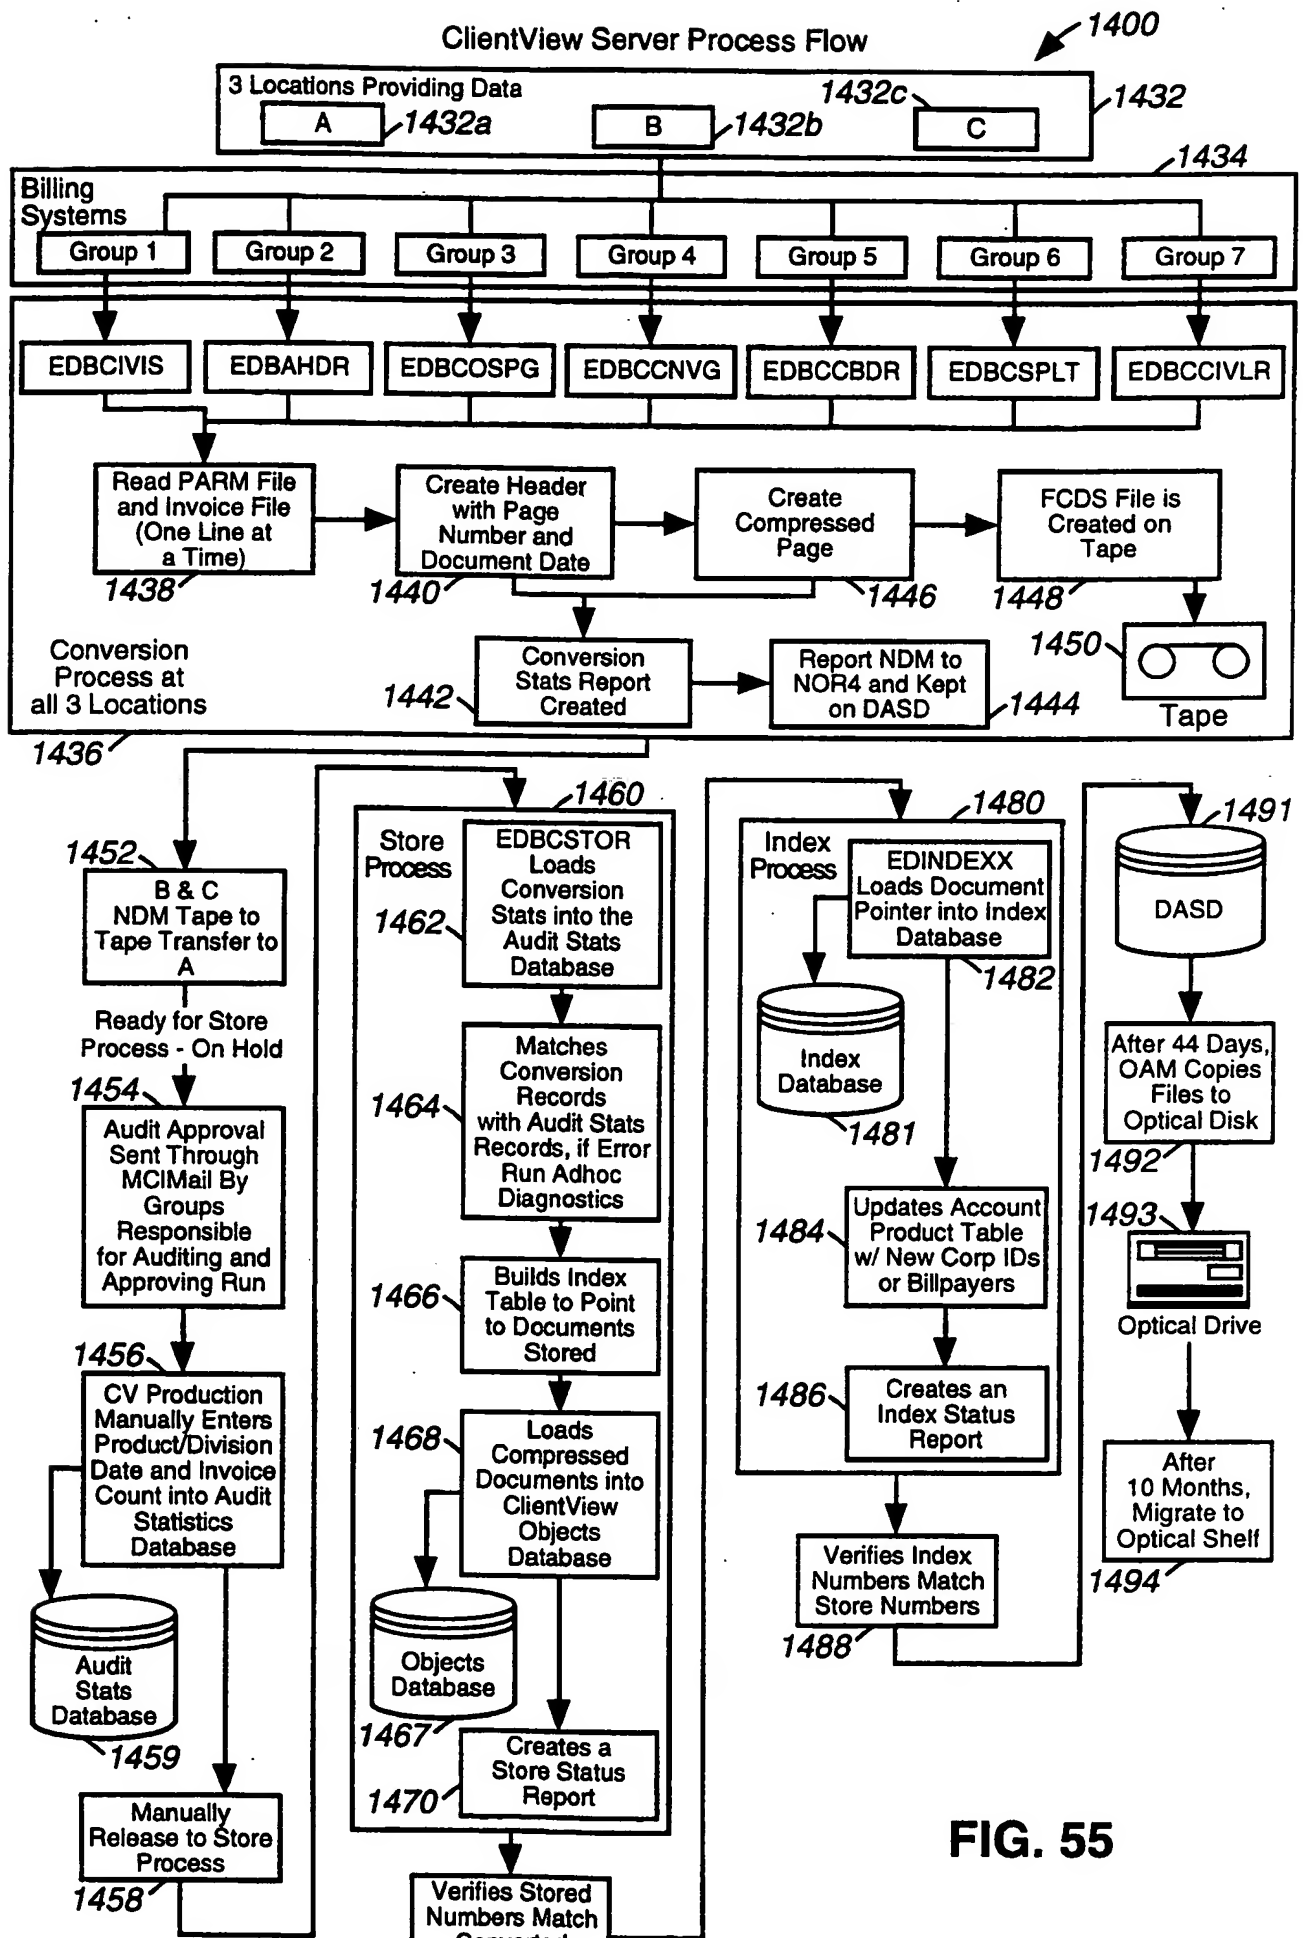 ClientView Server Process Flow
1400
3 Locations Providing Data
1432c
1432
A
1432a
B
1432b
C
1434
Billing
Systems
Group 1
Group 2
Group 3
Group 4
Group 5
Group 6
Group 7
EDBCIVIS
EDBAHDR
EDBCOSPG
EDBCCNVG
EDBCCBDR
EDBCSPLT
EDBCCIVLR
Read PARM File
and Invoice File
(One Line at
a Time)
1438
Create Header
with Page
Number and
Document Date
1440
Create
Compressed
Page
1446
FCDS File is
Created on
Tape
1448
1450
Tape
Conversion
Process at
all 3 Locations
1436
Conversion
Stats Report
Created
1442
Report NDM to
NOR4 and Kept
on DASD
1444
1452
B & C
NDM Tape to
Tape Transfer to
A
Ready for Store
Process - On Hold
1454
Audit Approval
Sent Through
MCIMail By
Groups
Responsible
for Auditing and
Approving Run
1456
CV Production
Manually Enters
Product/Division
Date and Invoice
Count into Audit
Statistics
Database
Audit
Stats
Database
1459
Manually
Release to Store
Process
1458
1460
Store
Process
EDBCSTOR
Loads
Conversion
Stats into the
Audit Stats
Database
1462
Matches
Conversion
Records
with Audit Stats
Records, if Error
Run Adhoc
Diagnostics
1464
Builds Index
Table to Point
to Documents
Stored
1466
Loads
Compressed
Documents into
ClientView
Objects
Database
1468
Objects
Database
1467
Creates a
Store Status
Report
1470
Verifies Stored
Numbers Match
1480
Index
Process
EDINDEXX
Loads Document
Pointer into Index
Database
1482
Index
Database
1481
Updates Account
Product Table
w/ New Corp IDs
or Billpayers
1484
Creates an
Index Status
Report
1486
Verifies Index
Numbers Match
Store Numbers
1488
1491
DASD
After 44 Days,
OAM Copies
Files to
Optical Disk
1492
1493
Optical Drive
After
10 Months,
Migrate to
Optical Shelf
1494
FIG. 55